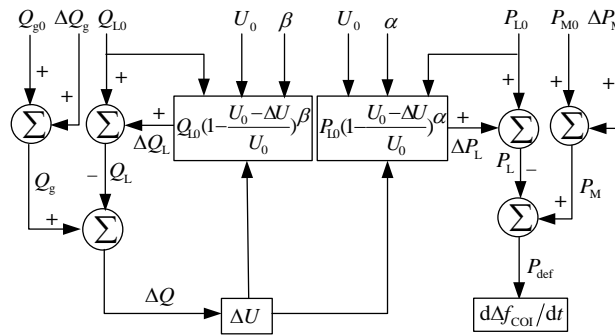 Q_g0 ΔQ_g Q_L0 U_0 β U_0 α P_L0 P_M0 ΔP_M
+ + + + + +
Σ Σ Q_L0(1-(U_0-ΔU)/U_0)^β P_L0(1-(U_0-ΔU)/U_0)^α Σ Σ
+ ΔQ_L + ΔP_L
Q_g - Q_L P_L - P_M
+ Σ Σ +
P_def
ΔQ ΔU dΔf_COI/dt